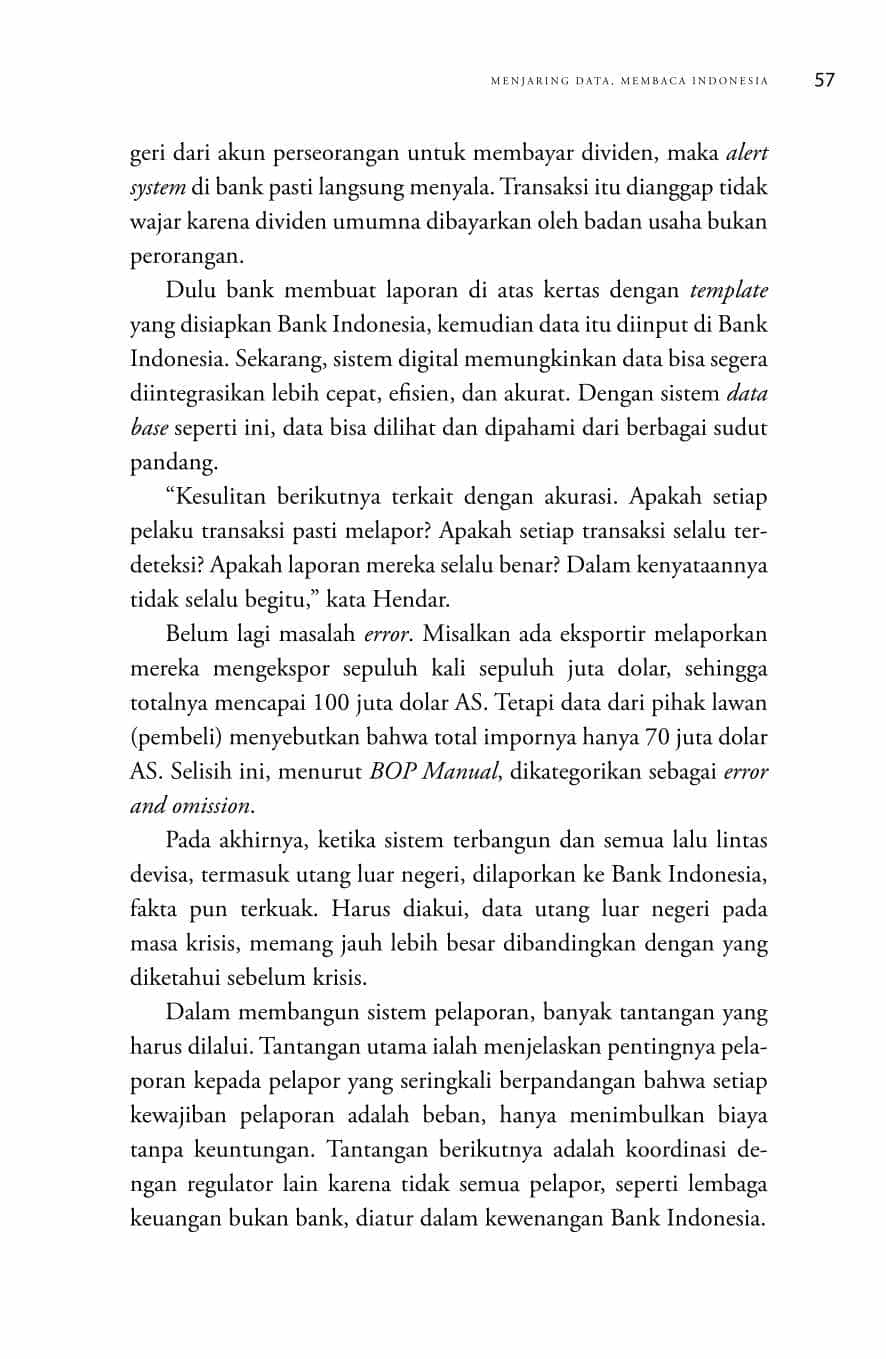 MENJARING DATA, MEMBACA INDONESIA 57
geri dari akun perseorangan untuk membayar dividen, maka alert
system di bank pasti langsung menyala. Transaksi itu dianggap tidak
wajar karena dividen umumna dibayarkan oleh badan usaha bukan
perorangan.
Dulu bank membuat laporan di atas kertas dengan template
yang disiapkan Bank Indonesia, kemudian data itu diinput di Bank
Indonesia. Sekarang, sistem digital memungkinkan data bisa segera
diintegrasikan lebih cepat, efisien, dan akurat. Dengan sistem data
base seperti ini, data bisa dilihat dan dipahami dari berbagai sudut
pandang.
“Kesulitan berikutnya terkait dengan akurasi. Apakah setiap
pelaku transaksi pasti melapor? Apakah setiap transaksi selalu ter-
deteksi? Apakah laporan mereka selalu benar? Dalam kenyataannya
tidak selalu begitu,” kata Hendar.
Belum lagi masalah error. Misalkan ada eksportir melaporkan
mereka mengekspor sepuluh kali sepuluh juta dolar, sehingga
totalnya mencapai 100 juta dolar AS. Tetapi data dari pihak lawan
(pembeli) menyebutkan bahwa total impornya hanya 70 juta dolar
AS. Selisih ini, menurut BOP Manual, dikategorikan sebagai error
and omission.
Pada akhirnya, ketika sistem terbangun dan semua lalu lintas
devisa, termasuk utang luar negeri, dilaporkan ke Bank Indonesia,
fakta pun terkuak. Harus diakui, data utang luar negeri pada
masa krisis, memang jauh lebih besar dibandingkan dengan yang
diketahui sebelum krisis.
Dalam membangun sistem pelaporan, banyak tantangan yang
harus dilalui. Tantangan utama ialah menjelaskan pentingnya pela-
poran kepada pelapor yang seringkali berpandangan bahwa setiap
kewajiban pelaporan adalah beban, hanya menimbulkan biaya
tanpa keuntungan. Tantangan berikutnya adalah koordinasi de-
ngan regulator lain karena tidak semua pelapor, seperti lembaga
keuangan bukan bank, diatur dalam kewenangan Bank Indonesia.